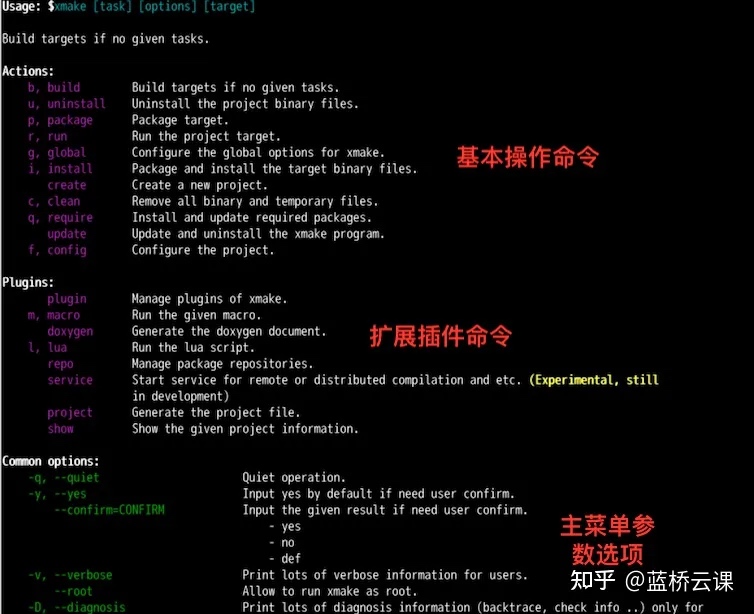 Usage: $xmake [task] [options] [target]
Build targets if no given tasks.
Actions:
b, build Build targets if no given tasks.
u, uninstall Uninstall the project binary files.
p, package Package target.
r, run Run the project target.
g, global Configure the global options for xmake.
i, install Package and install the target binary files.
create Create a new project.
c, clean Remove all binary and temporary files.
q, require Install and update required packages.
update Update and uninstall the xmake program.
f, config Configure the project.
基本操作命令
Plugins:
plugin Manage plugins of xmake.
m, macro Run the given macro.
doxygen Generate the doxygen document.
l, lua Run the lua script.
repo Manage package repositories.
service Start service for remote or distributed compilation and etc. (Experimental, still
in development)
project Generate the project file.
show Show the given project information.
扩展插件命令
Common options:
-q, --quiet Quiet operation.
-y, --yes Input yes by default if need user confirm.
--confirm=CONFIRM Input the given result if need user confirm.
- yes
- no
- def
-v, --verbose Print lots of verbose information for users.
--root Allow to run xmake as root.
-D, --diagnosis Print lots of diagnosis information (backtrace, check info ..) only for
主菜单参
数选项
知乎 @蓝桥云课